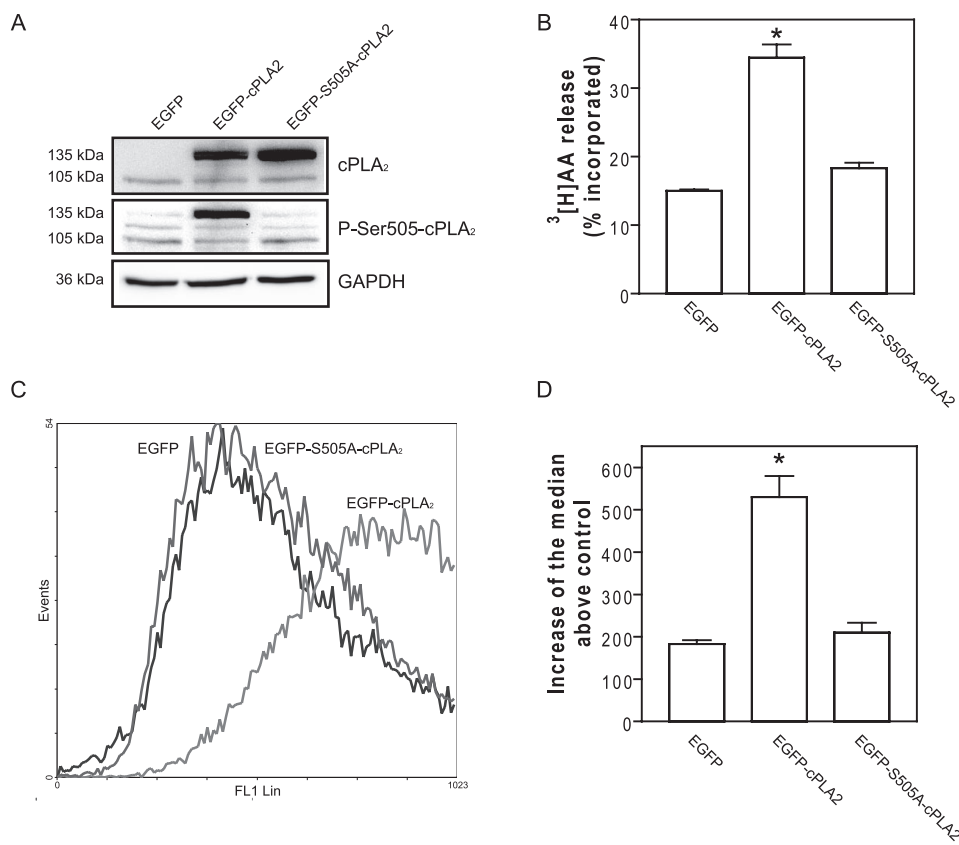 A
EGFP
EGFP-cPLA2
EGFP-S505A-cPLA2
135 kDa
105 kDa
cPLA₂
135 kDa
105 kDa
P-Ser505-cPLA₂
36 kDa
GAPDH
B
³[H]AA release
(% incorporated)
40
30
20
10
0
*
EGFP
EGFP-cPLA2
EGFP-S505A-cPLA2
C
54
Events
0
EGFP
EGFP-S505A-cPLA₂
EGFP-cPLA₂
0
FL1 Lin
1023
D
Increase of the median
above control
600
500
400
300
200
100
0
*
EGFP
EGFP-cPLA2
EGFP-S505A-cPLA2